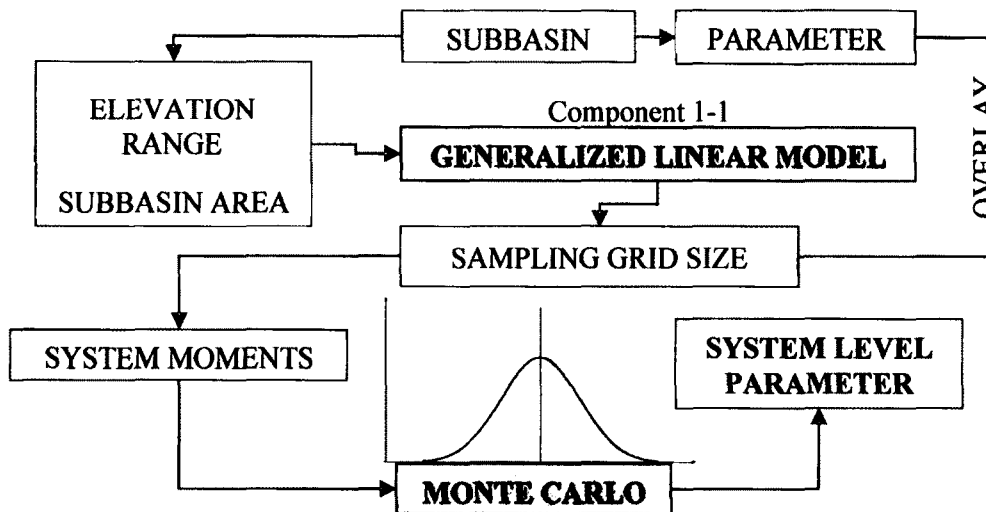 SUBBASIN
PARAMETER
ELEVATION
RANGE
SUBBASIN AREA
Component 1-1
GENERALIZED LINEAR MODEL
OVERLAY
SAMPLING GRID SIZE
SYSTEM MOMENTS
SYSTEM LEVEL
PARAMETER
MONTE CARLO